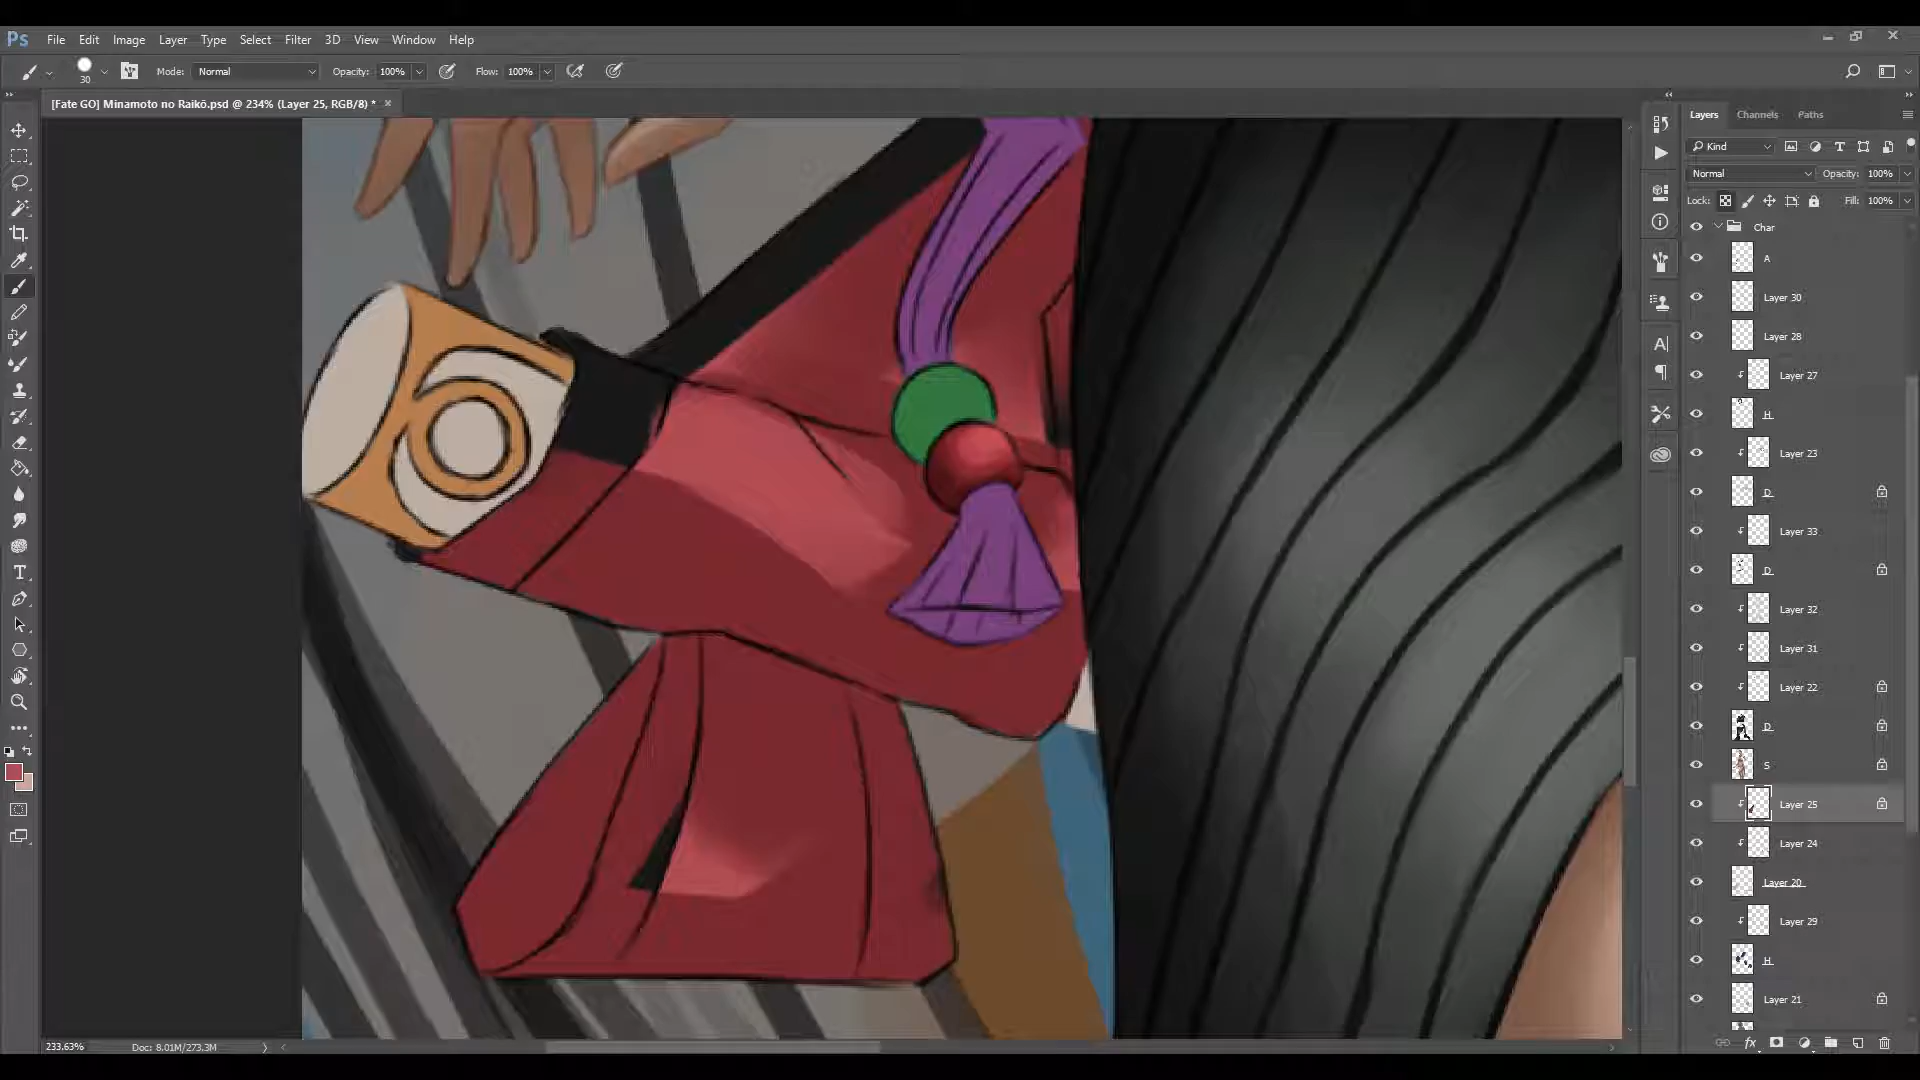 Ps File Edit Image Layer Type Select Filter 3D View Window Help
30 Mode: Normal Opacity: 100% Flow: 100%
[Fate GO] Minamoto no Raikō.psd @ 234% (Layer 25, RGB/8) * ×
Layers Channels Paths
Kind T
Normal Opacity: 100%
Lock: Fill: 100%
Char
A
Layer 30
Layer 28
Layer 27
H
Layer 23
D
Layer 33
D
Layer 32
Layer 31
Layer 22
D
S
Layer 25
Layer 24
Layer 20
Layer 29
H
Layer 21
233.63% Doc: 8.01M/273.3M